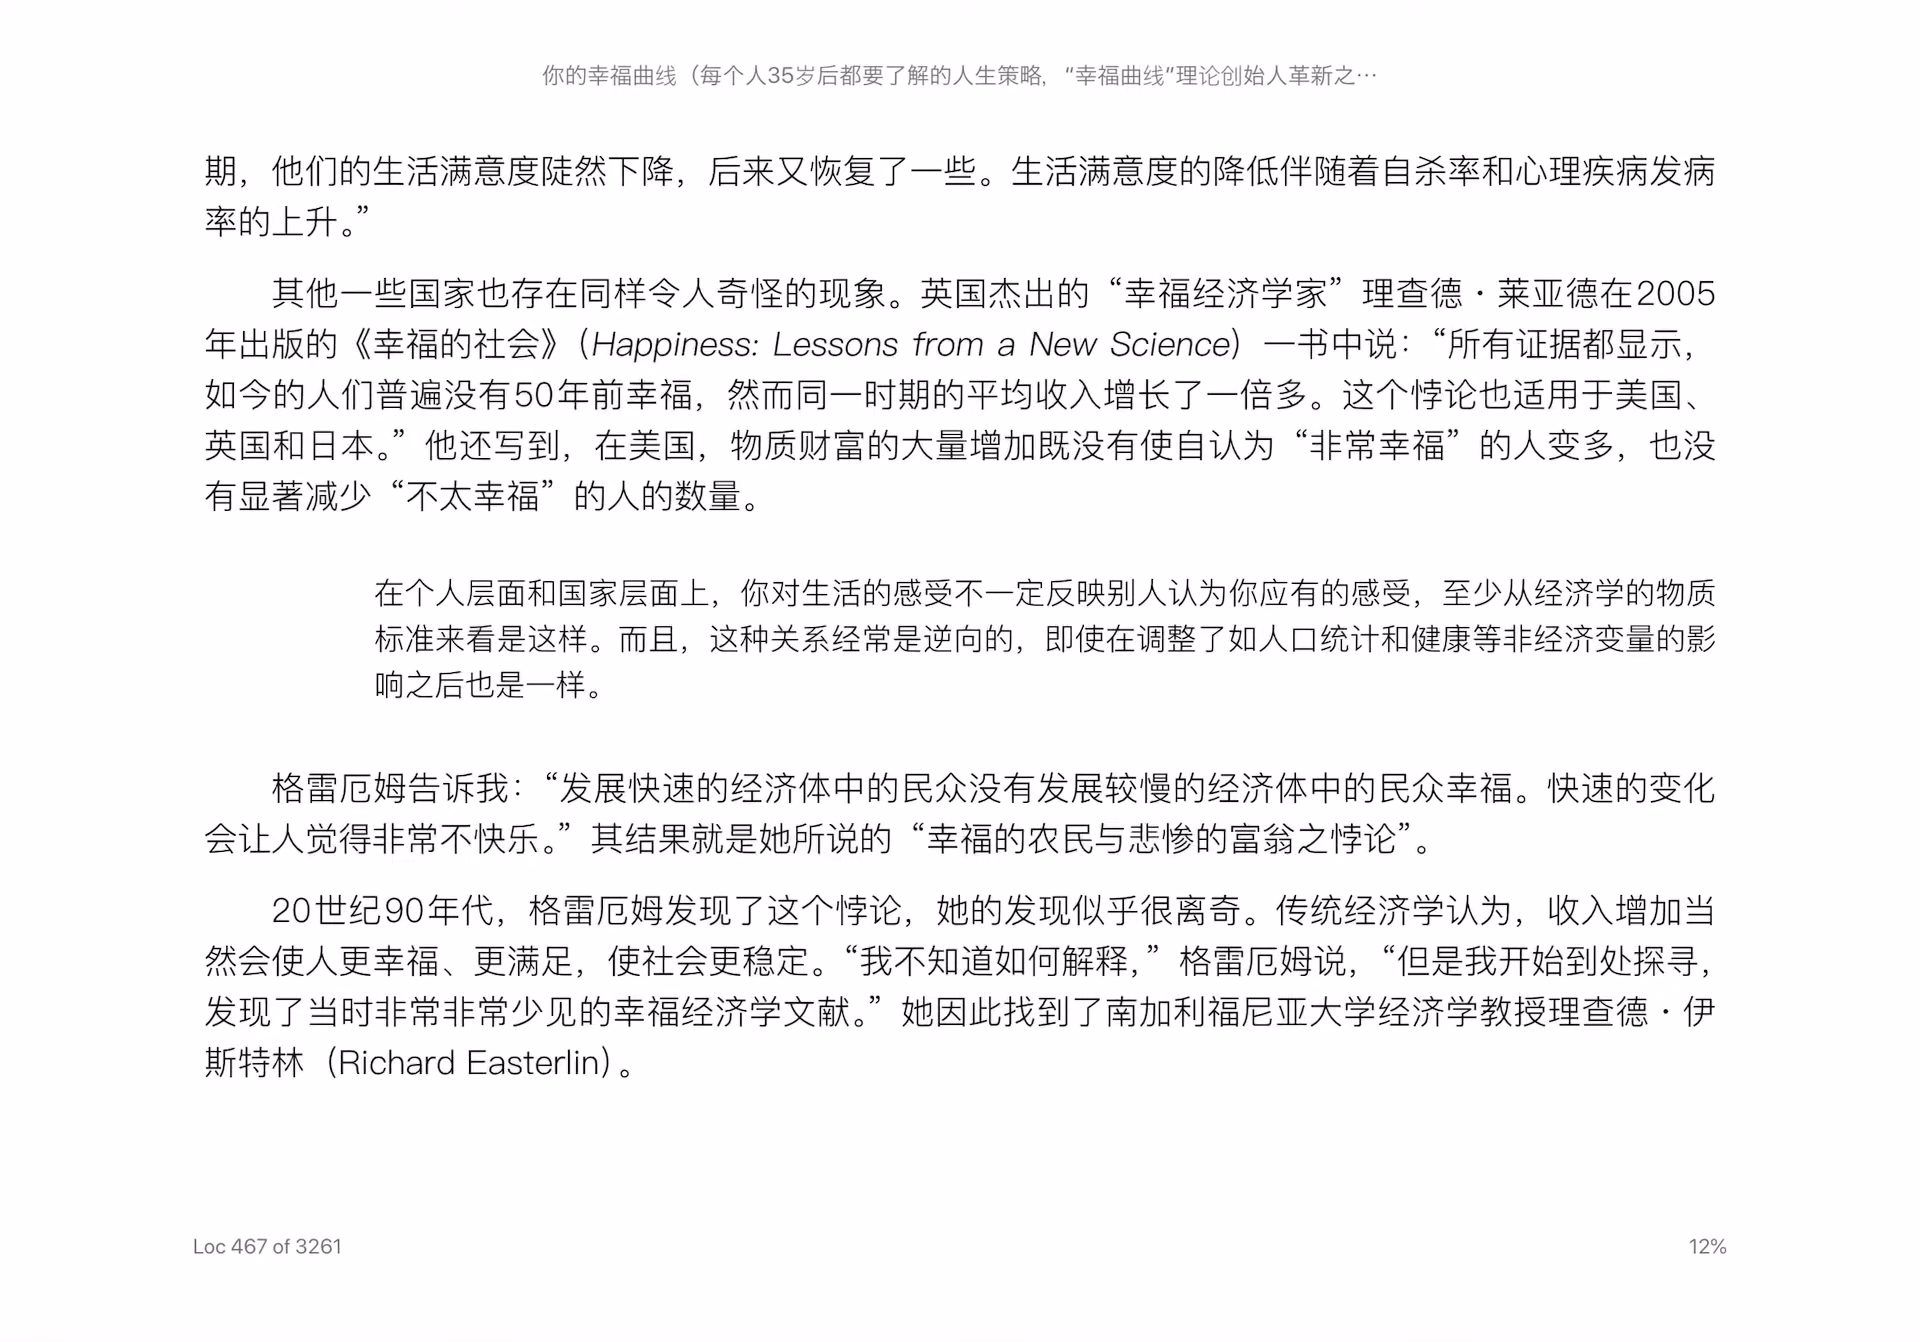 你的幸福曲线（每个人35岁后都要了解的人生策略，“幸福曲线”理论创始人革新之…
期，他们的生活满意度陡然下降，后来又恢复了一些。生活满意度的降低伴随着自杀率和心理疾病发病
率的上升。”
其他一些国家也存在同样令人奇怪的现象。英国杰出的“幸福经济学家”理查德·莱亚德在2005
年出版的《幸福的社会》（Happiness: Lessons from a New Science）一书中说：“所有证据都显示，
如今的人们普遍没有50年前幸福，然而同一时期的平均收入增长了一倍多。这个悖论也适用于美国、
英国和日本。”他还写到，在美国，物质财富的大量增加既没有使自认为“非常幸福”的人变多，也没
有显著减少“不太幸福”的人的数量。
在个人层面和国家层面上，你对生活的感受不一定反映别人认为你应有的感受，至少从经济学的物质
标准来看是这样。而且，这种关系经常是逆向的，即使在调整了如人口统计和健康等非经济变量的影
响之后也是一样。
格雷厄姆告诉我：“发展快速的经济体中的民众没有发展较慢的经济体中的民众幸福。快速的变化
会让人觉得非常不快乐。”其结果就是她所说的“幸福的农民与悲惨的富翁之悖论”。
20世纪90年代，格雷厄姆发现了这个悖论，她的发现似乎很离奇。传统经济学认为，收入增加当
然会使人更幸福、更满足，使社会更稳定。“我不知道如何解释，”格雷厄姆说，“但是我开始到处探寻，
发现了当时非常非常少见的幸福经济学文献。”她因此找到了南加利福尼亚大学经济学教授理查德·伊
斯特林（Richard Easterlin）。
Loc 467 of 3261
12%